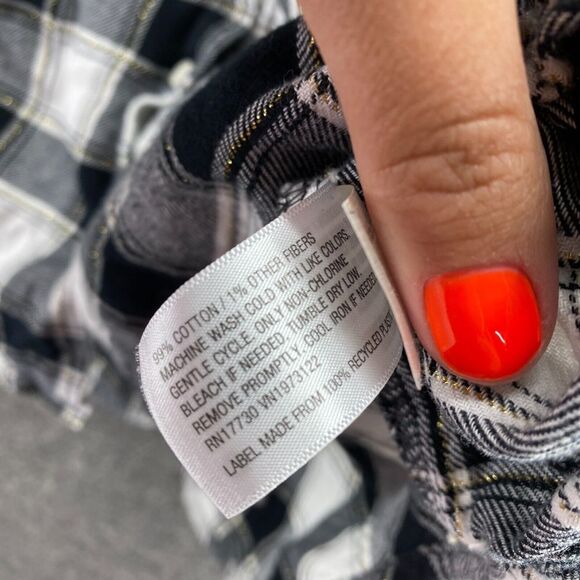 99% COTTON / 1% OTHER FIBERS
MACHINE WASH COLD WITH LIKE COLORS,
GENTLE CYCLE. ONLY NON-CHLORINE
BLEACH IF NEEDED. TUMBLE DRY LOW.
REMOVE PROMPTLY. COOL IRON IF NEEDED
RN17730 VN1973122
LABEL MADE FROM 100% RECYCLED PLAST